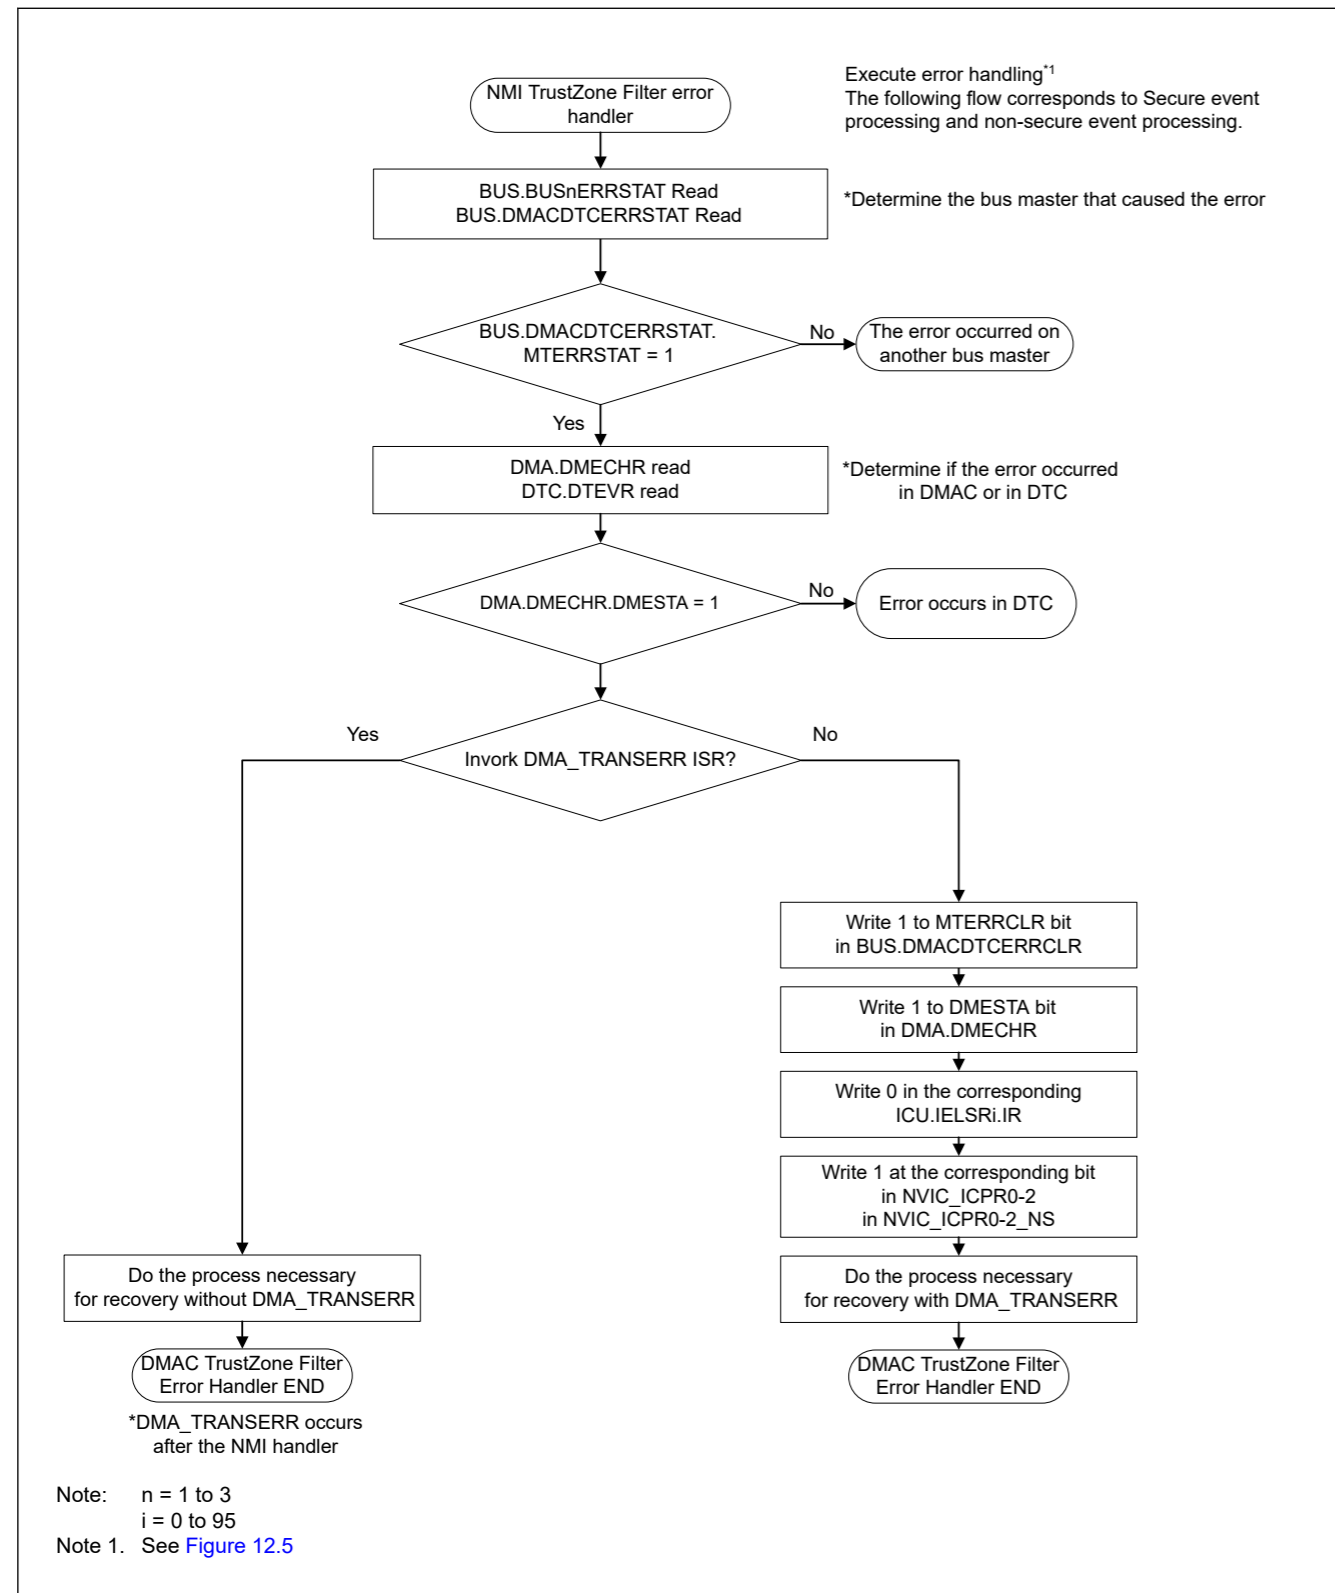 NMI TrustZone Filter error
handler
Execute error handling*1
The following flow corresponds to Secure event
processing and non-secure event processing.
BUS.BUSnERRSTAT Read
BUS.DMACDTCERRSTAT Read
*Determine the bus master that caused the error
BUS.DMACDTCERRSTAT.
MTERRSTAT = 1
No
The error occurred on
another bus master
Yes
DMA.DMECHR read
DTC.DTEVR read
*Determine if the error occurred
in DMAC or in DTC
DMA.DMECHR.DMESTA = 1
No
Error occurs in DTC
Yes
Invork DMA_TRANSERR ISR?
No
Write 1 to MTERRCLR bit
in BUS.DMACDTCERRCLR
Write 1 to DMESTA bit
in DMA.DMECHR
Write 0 in the corresponding
ICU.IELSRi.IR
Write 1 at the corresponding bit
in NVIC_ICPR0-2
in NVIC_ICPR0-2_NS
Do the process necessary
for recovery without DMA_TRANSERR
Do the process necessary
for recovery with DMA_TRANSERR
DMAC TrustZone Filter
Error Handler END
DMAC TrustZone Filter
Error Handler END
*DMA_TRANSERR occurs
after the NMI handler
Note: n = 1 to 3
i = 0 to 95
Note 1. See Figure 12.5